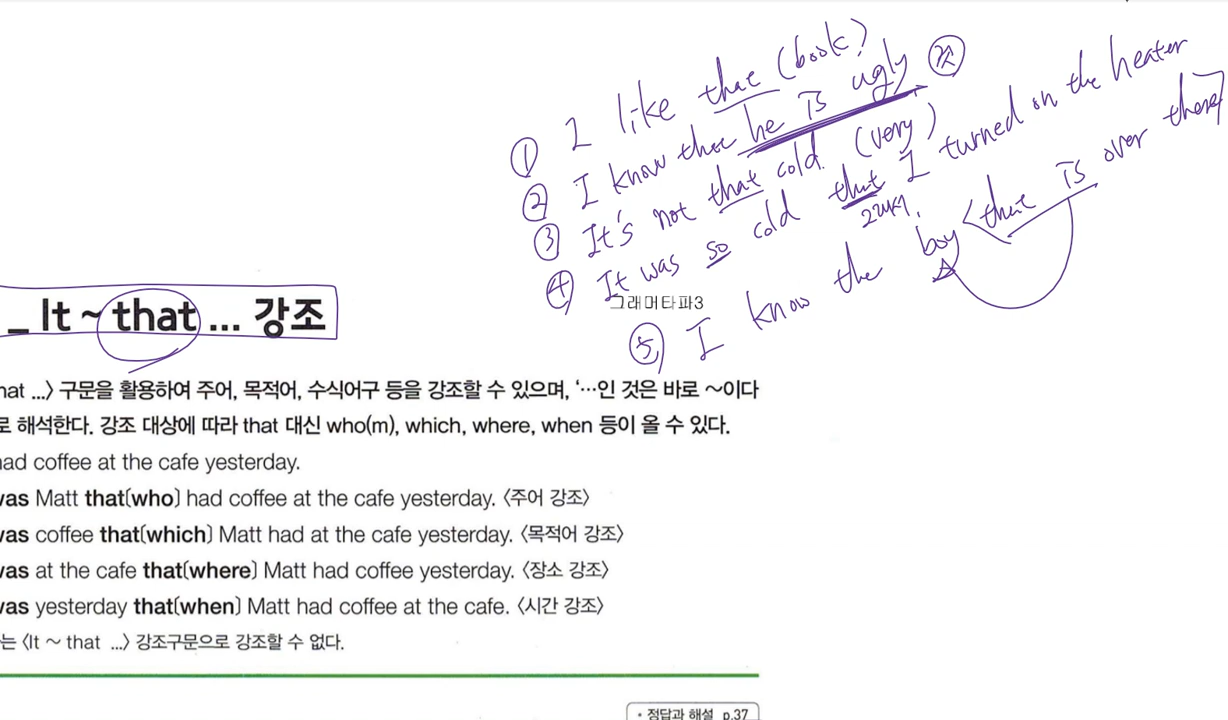 ① I like that (book?
② I know that he is ugly
③ It's not that cold. (very)
④ It was so cold that I turned on the heater
그래서
⑤ I know the boy <that is over there>
그래머타파3
_ It ~ that ... 강조
hat ...> 구문을 활용하여 주어, 목적어, 수식어구 등을 강조할 수 있으며, '…인 것은 바로 ~이다
로 해석한다. 강조 대상에 따라 that 대신 who(m), which, where, when 등이 올 수 있다.
had coffee at the cafe yesterday.
was Matt that(who) had coffee at the cafe yesterday. <주어 강조>
was coffee that(which) Matt had at the cafe yesterday. <목적어 강조>
was at the cafe that(where) Matt had coffee yesterday. <장소 강조>
was yesterday that(when) Matt had coffee at the cafe. <시간 강조>
는 <It ~ that ...> 강조구문으로 강조할 수 없다.
• 정답과 해설 p.37